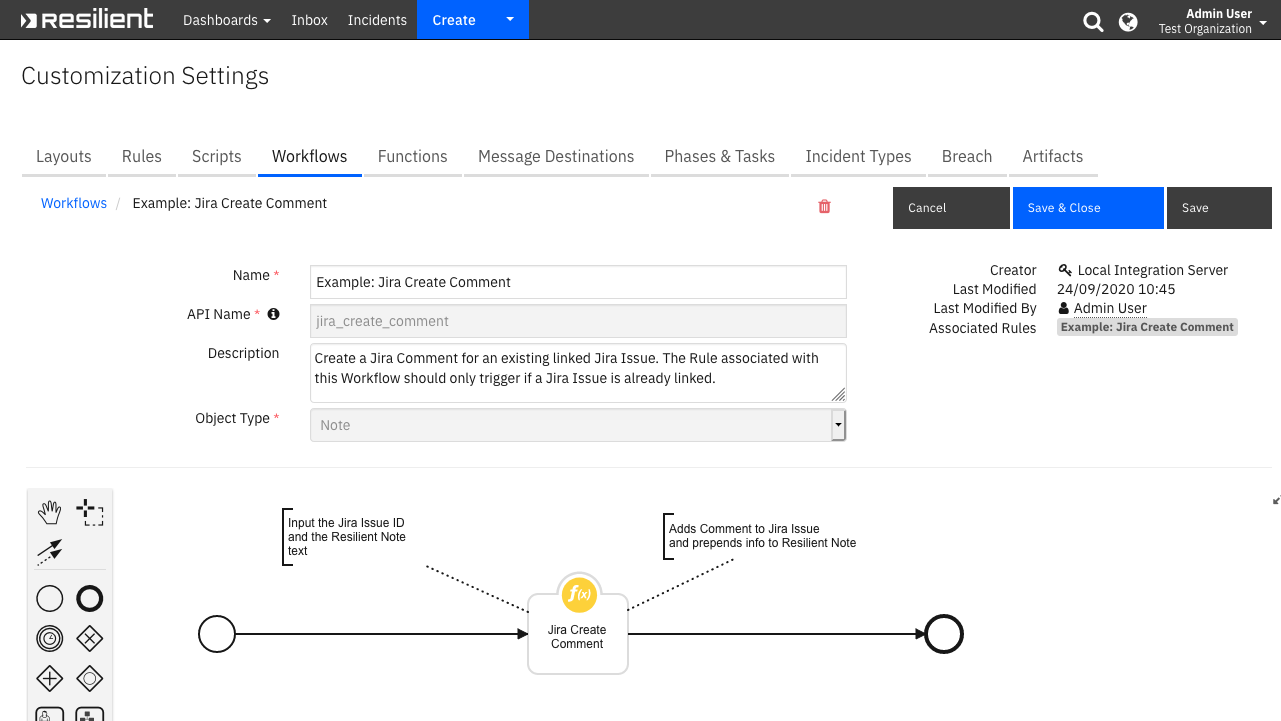 resilient Dashboards Inbox Incidents Create Admin User
Test Organization
Customization Settings
Layouts Rules Scripts Workflows Functions Message Destinations Phases & Tasks Incident Types Breach Artifacts
Workflows / Example: Jira Create Comment Cancel Save & Close Save
Name * Example: Jira Create Comment
API Name * jira_create_comment
Description Create a Jira Comment for an existing linked Jira Issue. The Rule associated with
this Workflow should only trigger if a Jira Issue is already linked.
Object Type * Note
Creator Local Integration Server
Last Modified 24/09/2020 10:45
Last Modified By Admin User
Associated Rules Example: Jira Create Comment
Input the Jira Issue ID
and the Resilient Note
text
Adds Comment to Jira Issue
and prepends info to Resilient Note
f(x)
Jira Create
Comment